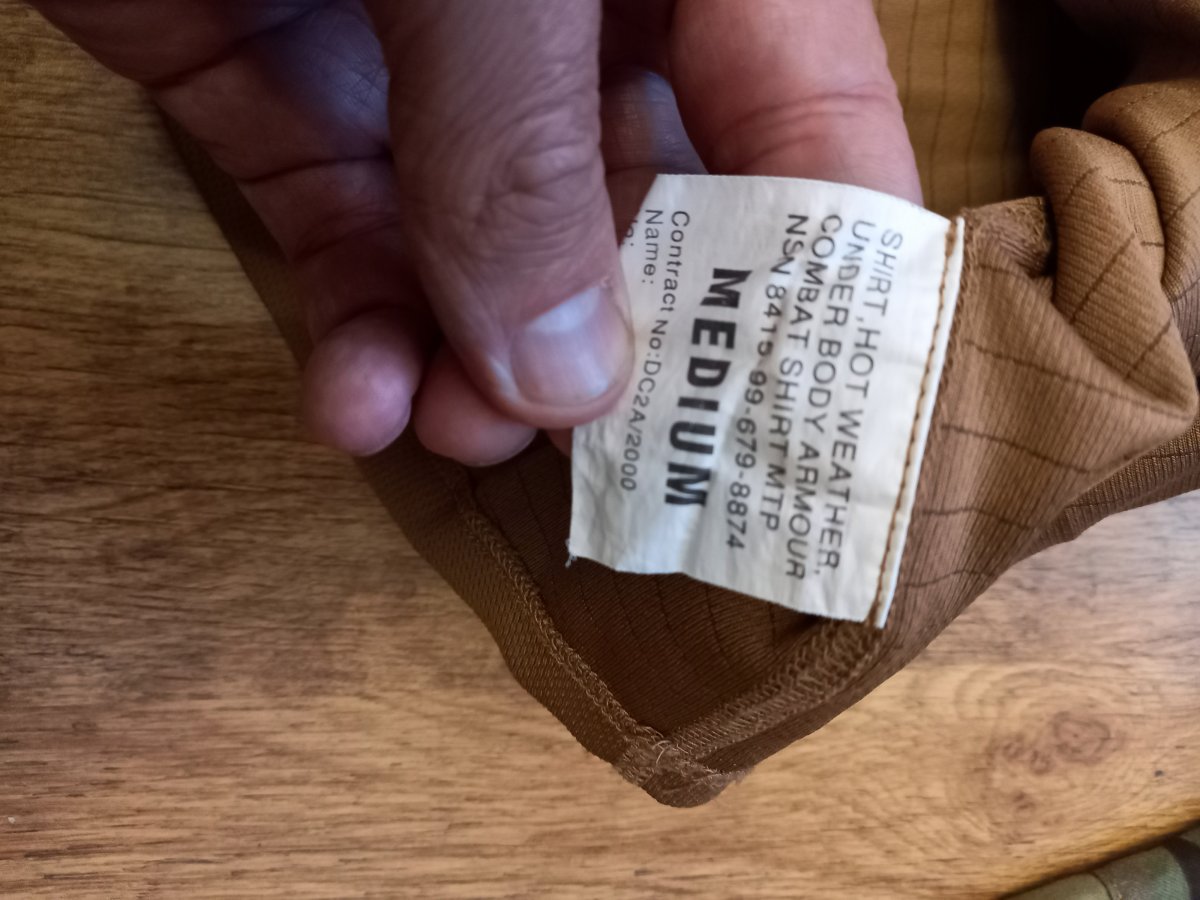 SHIRT,HOT WEATHER,
UNDER BODY ARMOUR
COMBAT SHIRT MTP
NSN 8415-99-679-8874
MEDIUM
Contract No:DC2A/2000
Name: